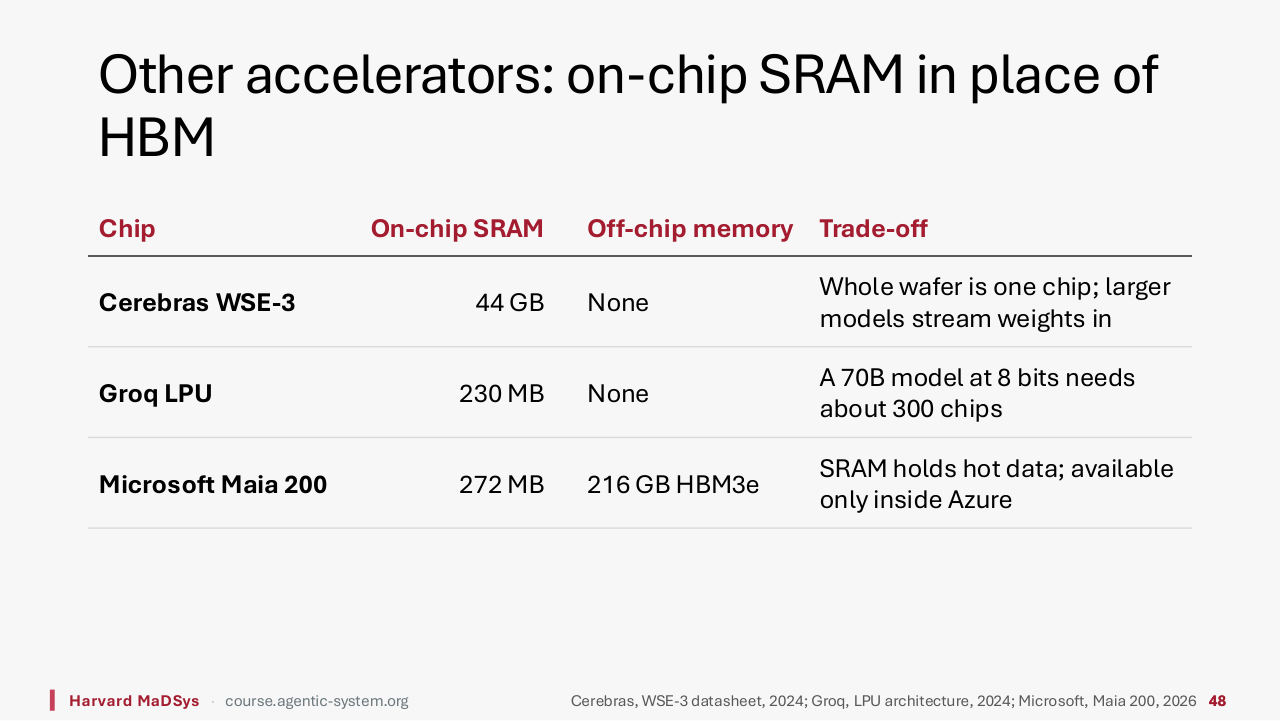 Other accelerators: on-chip SRAM in place of
HBM
Chip On-chip SRAM Off-chip memory Trade-off
Cerebras WSE-3 44 GB None Whole wafer is one chip; larger
models stream weights in
Groq LPU 230 MB None A 70B model at 8 bits needs
about 300 chips
Microsoft Maia 200 272 MB 216 GB HBM3e SRAM holds hot data; available
only inside Azure
Harvard MaDSys · course.agentic-system.org Cerebras, WSE-3 datasheet, 2024; Groq, LPU architecture, 2024; Microsoft, Maia 200, 2026 48